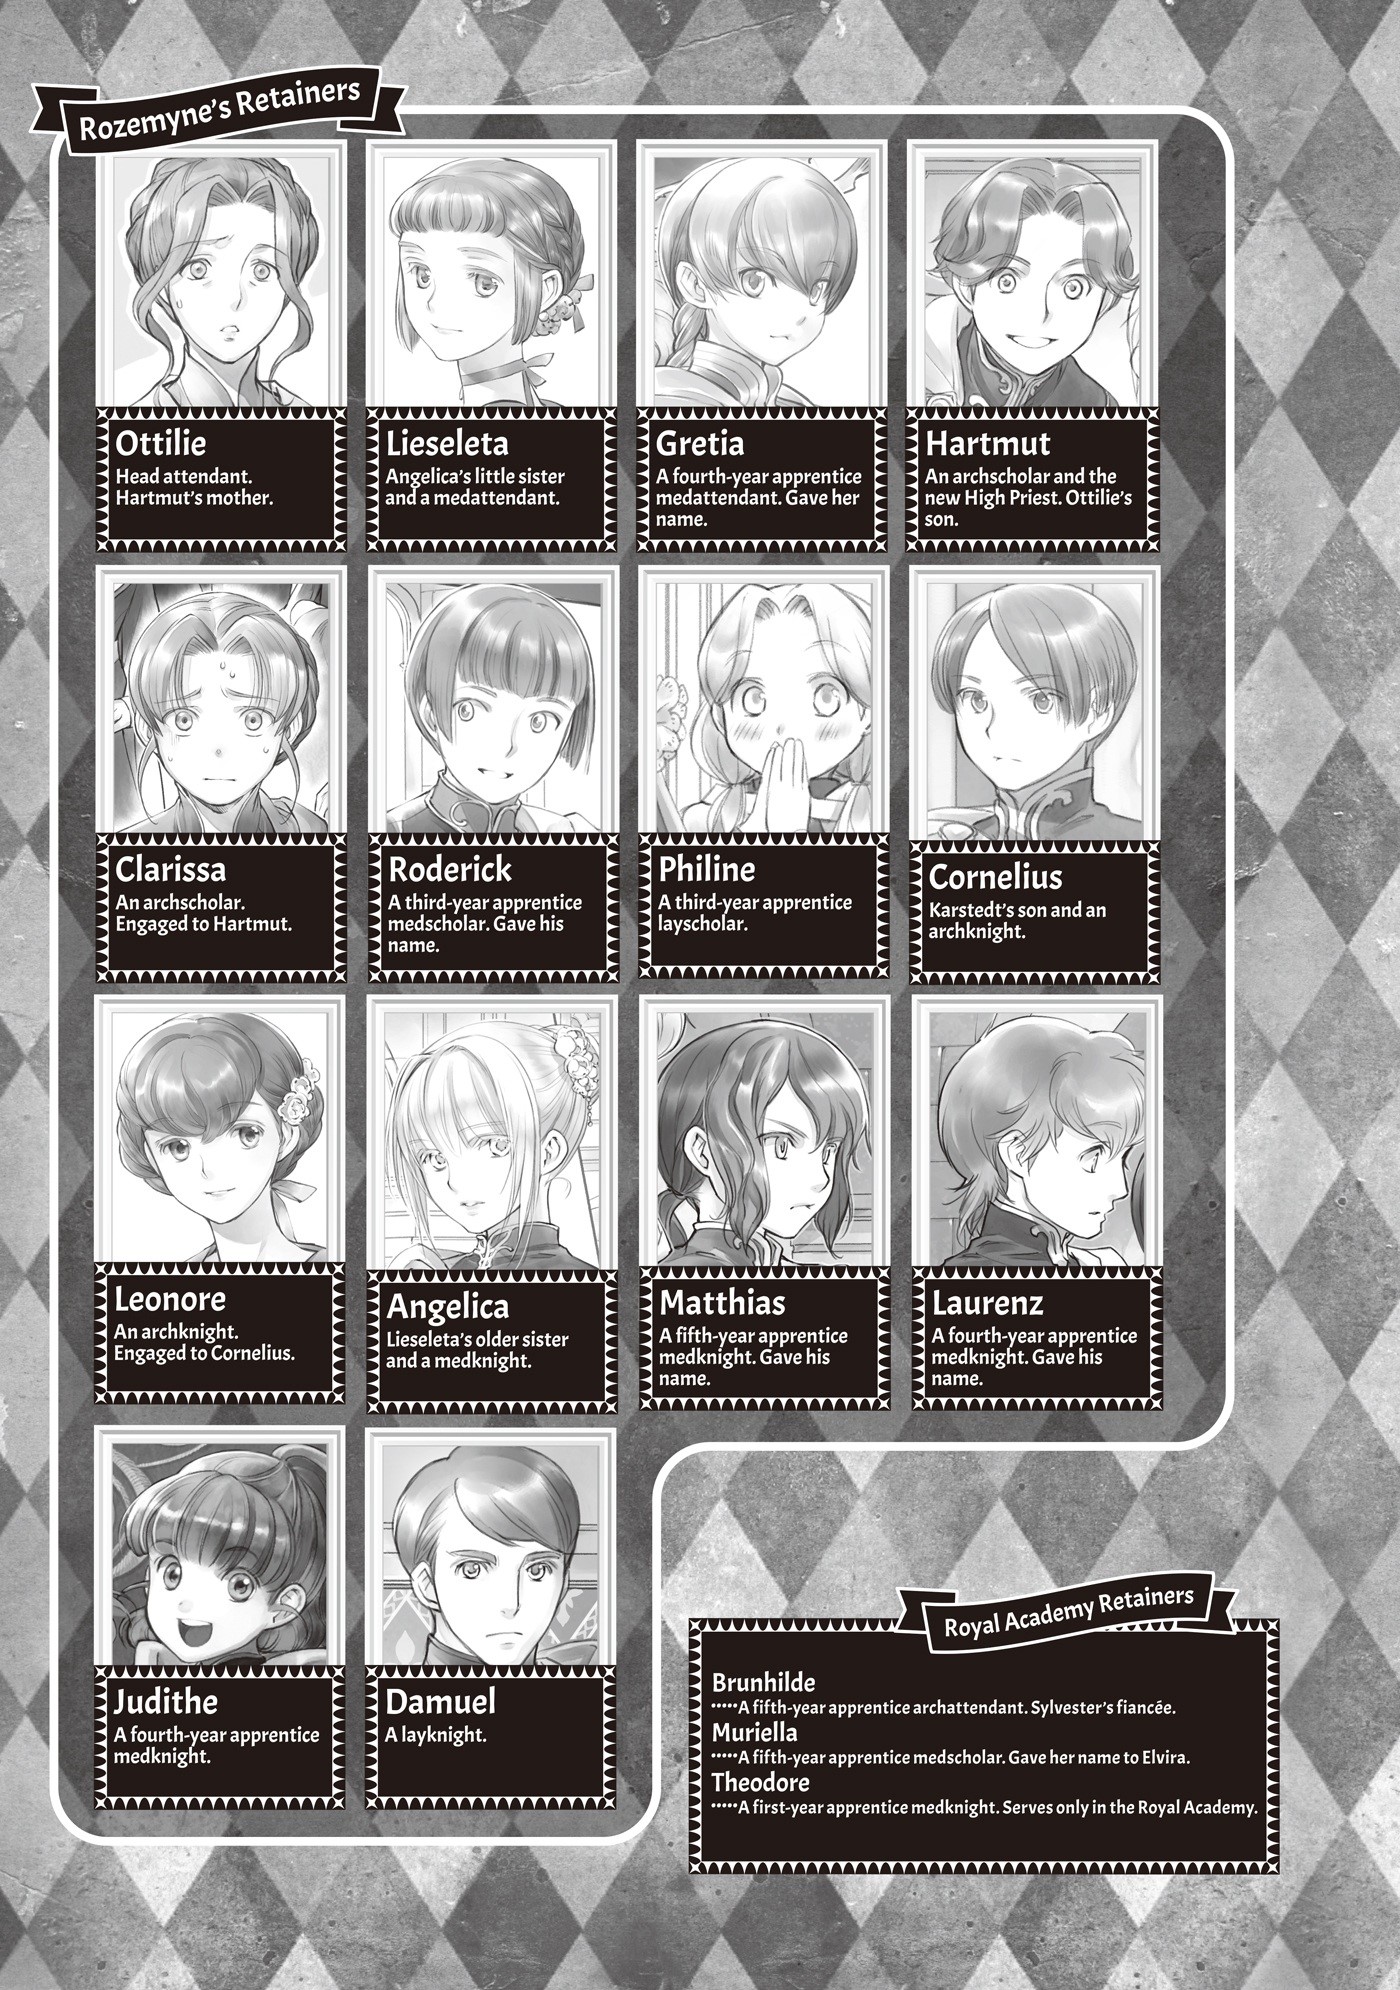 Rozemyne's Retainers
Ottilie
Head attendant.
Hartmut's mother.
Lieseleta
Angelica's little sister
and a medattendant.
Gretia
A fourth-year apprentice
medattendant. Gave her
name.
Hartmut
An archscholar and the
new High Priest. Ottilie's
son.
Clarissa
An archscholar.
Engaged to Hartmut.
Roderick
A third-year apprentice
medscholar. Gave his
name.
Philine
A third-year apprentice
layscholar.
Cornelius
Karstedt's son and an
archknight.
Leonore
An archknight.
Engaged to Cornelius.
Angelica
Lieseleta's older sister
and a medknight.
Matthias
A fifth-year apprentice
medknight. Gave his
name.
Laurenz
A fourth-year apprentice
medknight. Gave his
name.
Judithe
A fourth-year apprentice
medknight.
Damuel
A layknight.
Royal Academy Retainers
Brunhilde
·····A fifth-year apprentice archattendant. Sylvester's fiancée.
Muriella
·····A fifth-year apprentice medscholar. Gave her name to Elvira.
Theodore
·····A first-year apprentice medknight. Serves only in the Royal Academy.